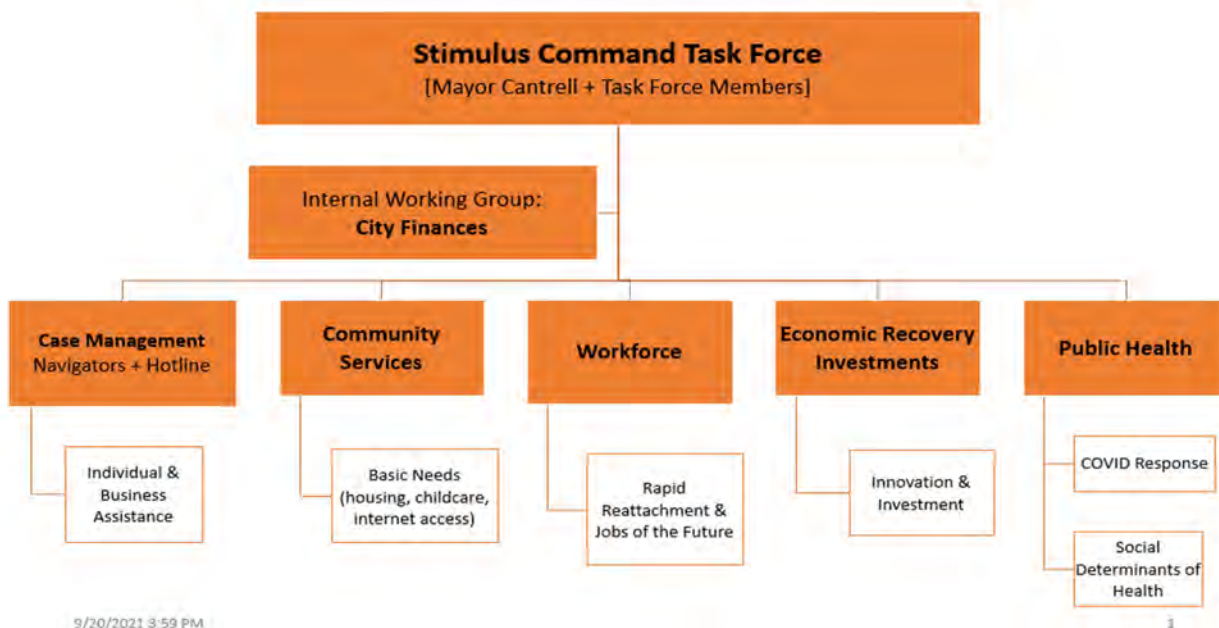 Stimulus Command Task Force
[Mayor Cantrell + Task Force Members]
Internal Working Group:
City Finances
Case Management
Navigators + Hotline
Community
Services
Workforce
Economic Recovery
Investments
Public Health
Individual &
Business
Assistance
Basic Needs
(housing, childcare,
internet access)
Rapid
Reattachment &
Jobs of the Future
Innovation &
Investment
COVID Response
Social
Determinants of
Health
9/20/2021 3:59 PM
1